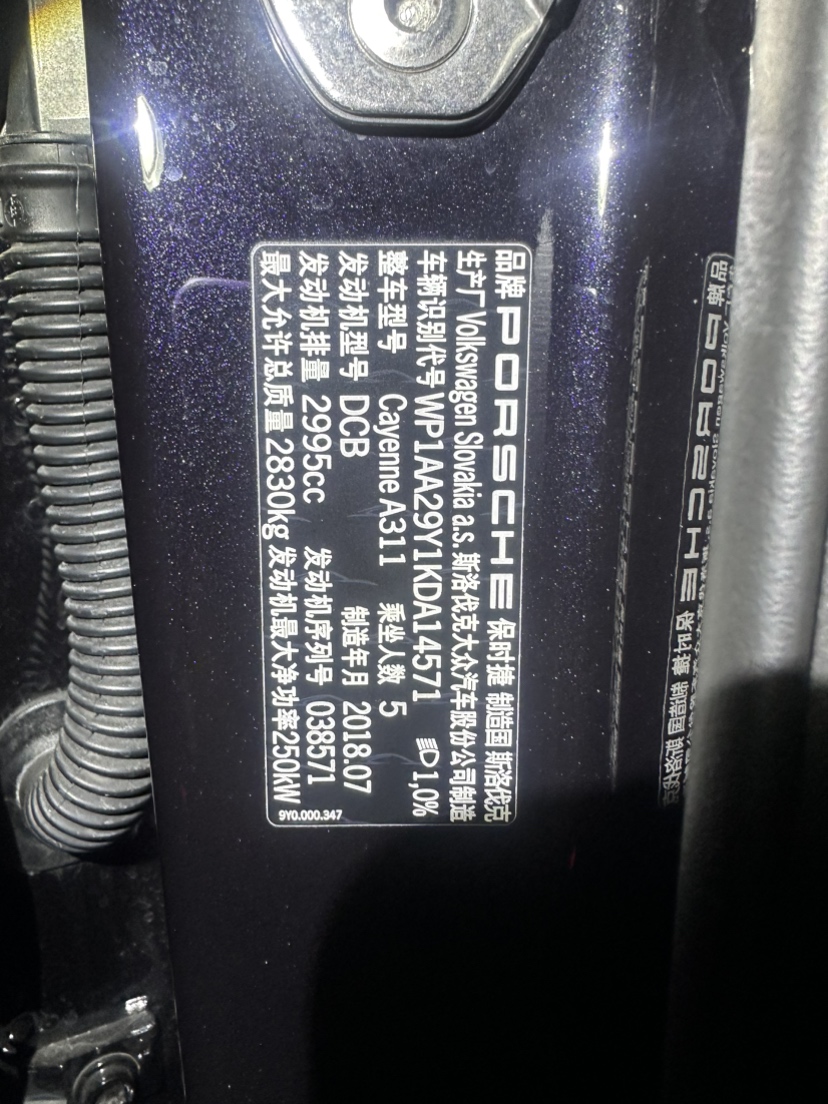 品牌 PORSCHE 保时捷 制造国 斯洛伐克
生产厂 Volkswagen Slovakia a.s. 斯洛伐克大众汽车股份公司制造
车辆识别代号 WP1AA29Y1KDA14571 1,0%
整车型号 Cayenne A311 乘坐人数 5
发动机型号 DCB 制造年月 2018.07
发动机排量 2995cc 发动机序列号 038571
最大允许总质量 2830kg 发动机最大净功率250kW
9Y0.000.347